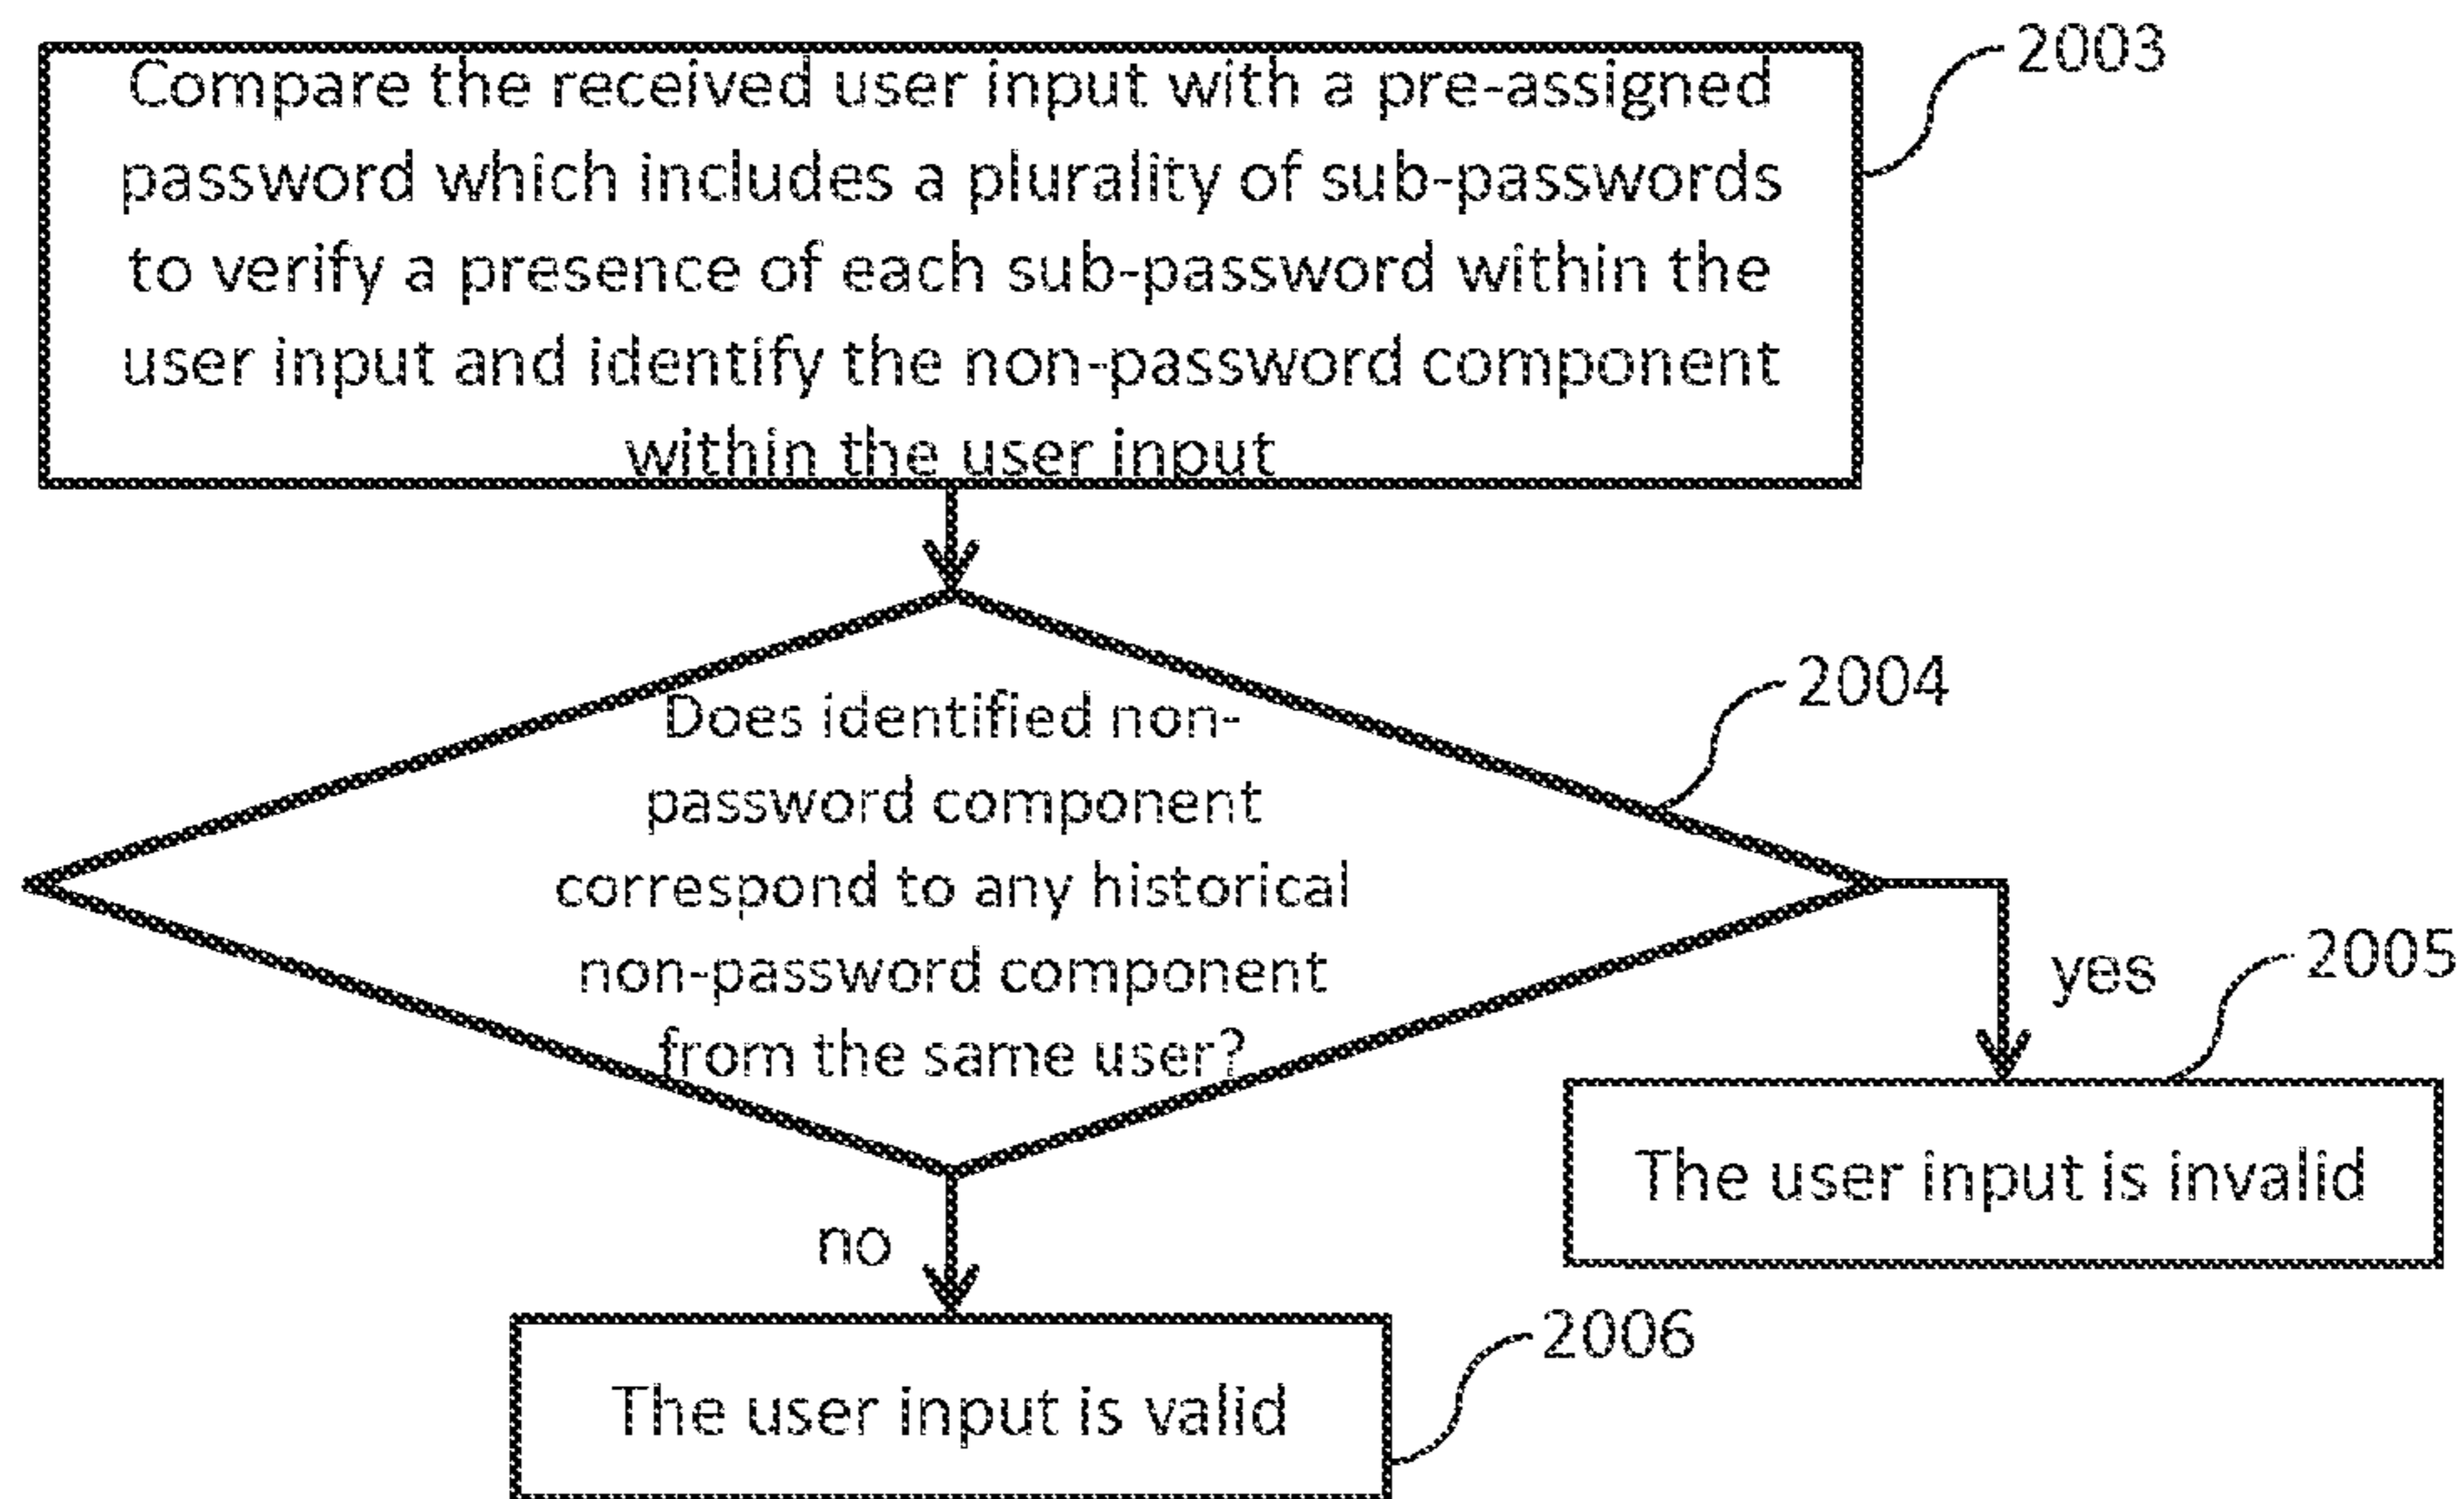 2003
Compare the received user input with a pre-assigned
password which includes a plurality of sub-passwords
to verify a presence of each sub-password within the
user input and identify the non-password component
within the user input
2004
Does identified non-
password component
correspond to any historical
non-password component
from the same user?
yes
2005
The user input is invalid
no
2006
The user input is valid